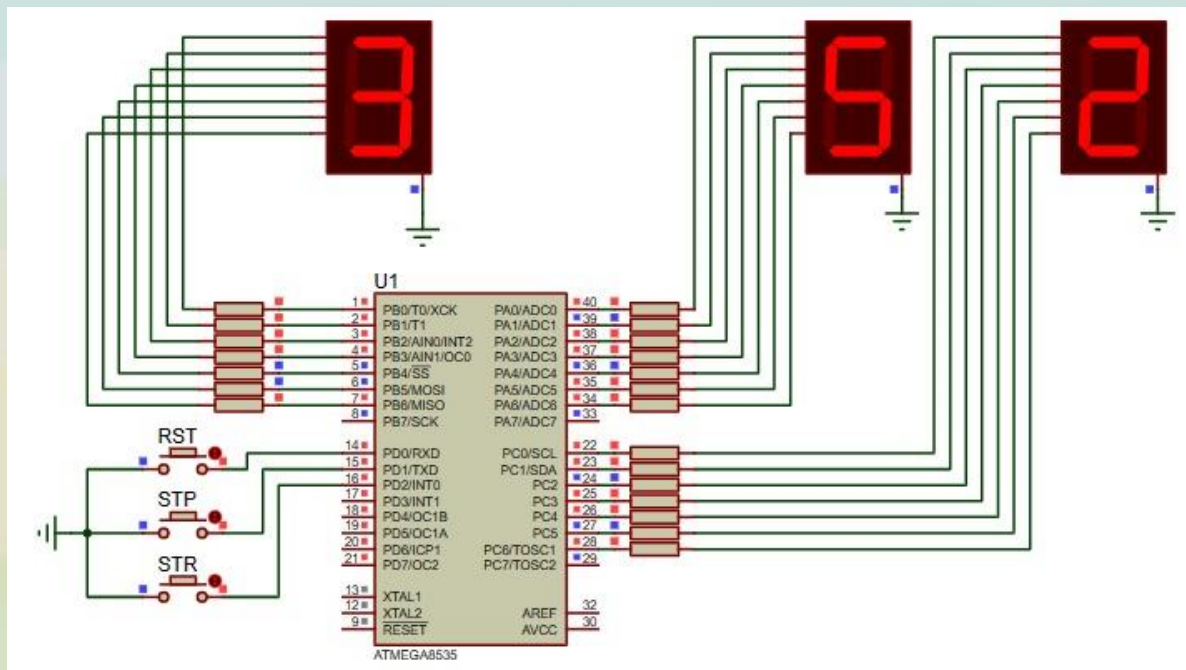 3
5
2
U1
1 PB0/T0/XCK PA0/ADC0 40
2 PB1/T1 PA1/ADC1 39
3 PB2/AIN0/INT2 PA2/ADC2 38
4 PB3/AIN1/OC0 PA3/ADC3 37
5 PB4/SS PA4/ADC4 36
6 PB5/MOSI PA5/ADC5 35
7 PB6/MISO PA6/ADC6 34
8 PB7/SCK PA7/ADC7 33
14 PD0/RXD PC0/SCL 22
15 PD1/TXD PC1/SDA 23
16 PD2/INT0 PC2 24
17 PD3/INT1 PC3 25
18 PD4/OC1B PC4 26
19 PD5/OC1A PC5 27
20 PD6/ICP1 PC6/TOSC1 28
21 PD7/OC2 PC7/TOSC2 29
13 XTAL1
12 XTAL2 AREF 32
9 RESET AVCC 30
ATMEGA8535
RST
STP
STR